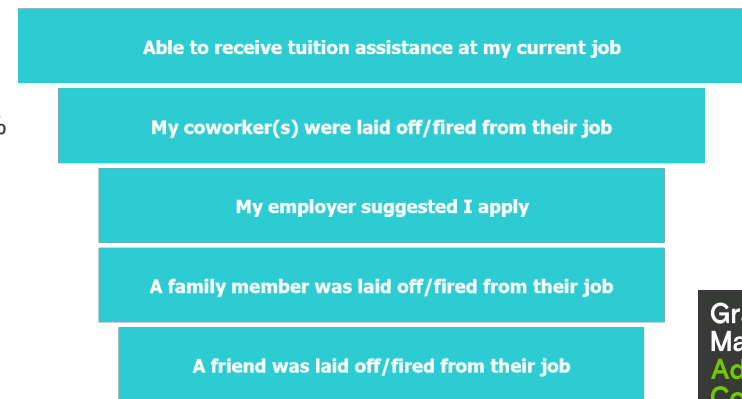 Able to receive tuition assistance at my current job
%
My coworker(s) were laid off/fired from their job
My employer suggested I apply
A family member was laid off/fired from their job
A friend was laid off/fired from their job